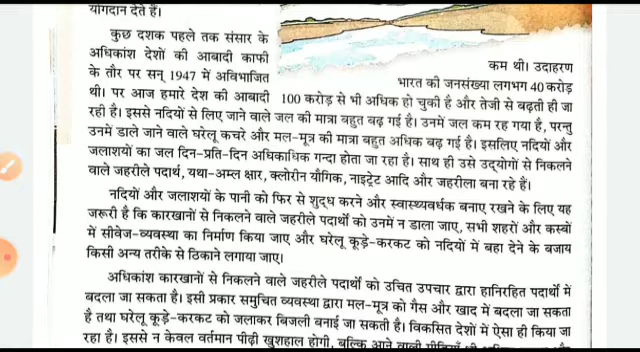 योगदान देते हैं।
कुछ दशक पहले तक संसार के
अधिकांश देशों की आबादी काफी
कम थी। उदाहरण
के तौर पर सन् 1947 में अविभाजित
भारत की जनसंख्या लगभग 40 करोड़
थी। पर आज हमारे देश की आबादी 100 करोड़ से भी अधिक हो चुकी है और तेजी से बढ़ती ही जा
रही है। इससे नदियों से लिए जाने वाले जल की मात्रा बहुत बढ़ गई है। उनमें जल कम रह गया है, परन्तु
उनमें डाले जाने वाले घरेलू कचरे और मल-मूत्र की मात्रा बहुत अधिक बढ़ गई है। इसलिए नदियों और
जलाशयों का जल दिन-प्रति-दिन अधिकाधिक गन्दा होता जा रहा है। साथ ही उसे उद्योगों से निकलने
वाले जहरीले पदार्थ, यथा-अम्ल क्षार, क्लोरीन यौगिक, नाइट्रेट आदि और जहरीला बना रहे हैं।
नदियों और जलाशयों के पानी को फिर से शुद्ध करने और स्वास्थ्यवर्धक बनाए रखने के लिए यह
जरूरी है कि कारखानों से निकलने वाले जहरीले पदार्थों को उनमें न डाला जाए, सभी शहरों और कस्बों
में सीवेज-व्यवस्था का निर्माण किया जाए और घरेलू कूड़े-करकट को नदियों में बहा देने के बजाय
किसी अन्य तरीके से ठिकाने लगाया जाए।
अधिकांश कारखानों से निकलने वाले जहरीले पदार्थों को उचित उपचार द्वारा हानिरहित पदार्थों में
बदला जा सकता है। इसी प्रकार समुचित व्यवस्था द्वारा मल-मूत्र को गैस और खाद में बदला जा सकता
है तथा घरेलू कूड़े-करकट को जलाकर बिजली बनाई जा सकती है। विकसित देशों में ऐसा ही किया जा
रहा है। इससे न केवल वर्तमान पीढ़ी खुशहाल होगी, बल्कि आने वाली